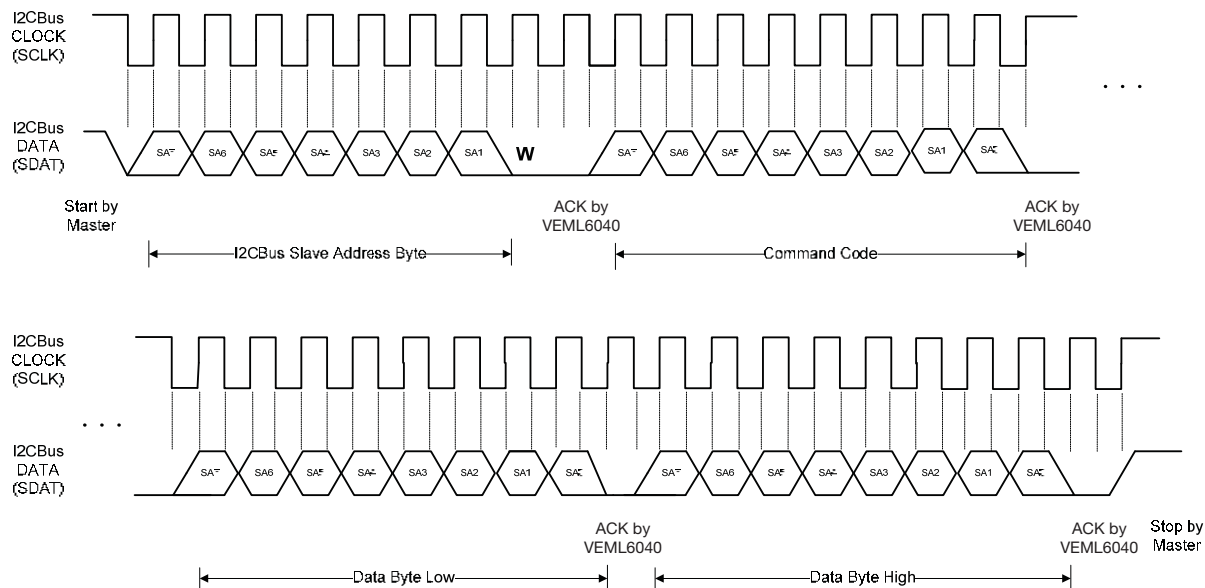 I2CBus
CLOCK
(SCLK)
. . .
I2CBus
DATA
(SDAT)
SA6 SA3 SA2 SA1 W SA6 SA3 SA2 SA1
Start by
Master
ACK by
VEML6040
ACK by
VEML6040
I2CBus Slave Address Byte
Command Code
I2CBus
CLOCK
(SCLK)
. . .
I2CBus
DATA
(SDAT)
SA6 SA3 SA2 SA1 SA6 SA3 SA2 SA1
ACK by
VEML6040
ACK by
VEML6040
Stop by
Master
Data Byte Low
Data Byte High